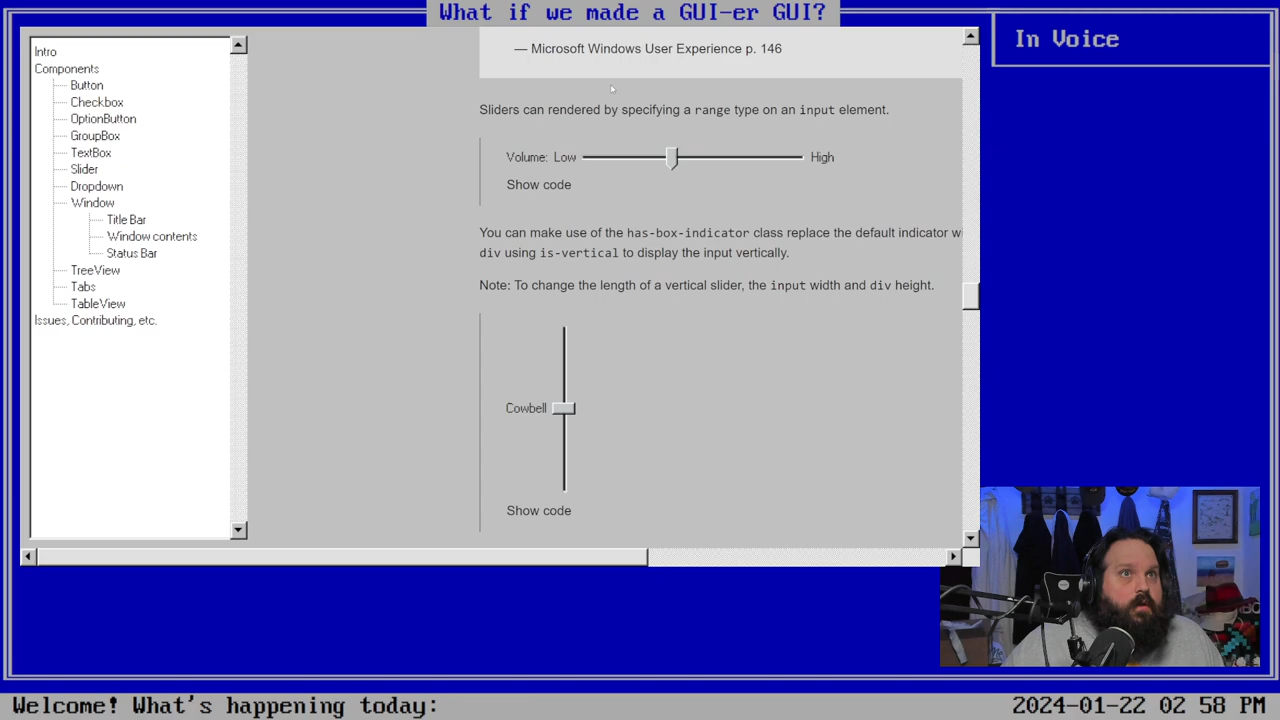 What if we made a GUI-er GUI?
In Voice
Intro
Components
Button
Checkbox
OptionButton
GroupBox
TextBox
Slider
Dropdown
Window
Title Bar
Window contents
Status Bar
TreeView
Tabs
TableView
Issues, Contributing, etc.
— Microsoft Windows User Experience p. 146
Sliders can rendered by specifying a range type on an input element.
Volume: Low High
Show code
You can make use of the has-box-indicator class replace the default indicator w
div using is-vertical to display the input vertically.
Note: To change the length of a vertical slider, the input width and div height.
Cowbell
Show code
Welcome! What's happening today:
2024-01-22 02 58 PM